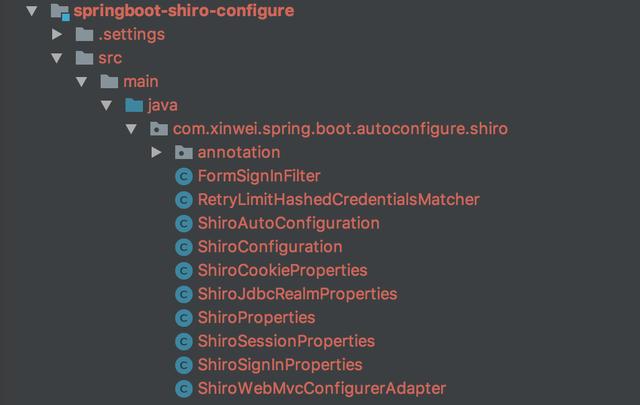 springboot-shiro-configure
.settings
src
main
java
com.xinwei.spring.boot.autoconfigure.shiro
annotation
C FormSignInFilter
C RetryLimitHashedCredentialsMatcher
C ShiroAutoConfiguration
C ShiroConfiguration
C ShiroCookieProperties
C ShiroJdbcRealmProperties
C ShiroProperties
C ShiroSessionProperties
C ShiroSignInProperties
C ShiroWebMvcConfigurerAdapter